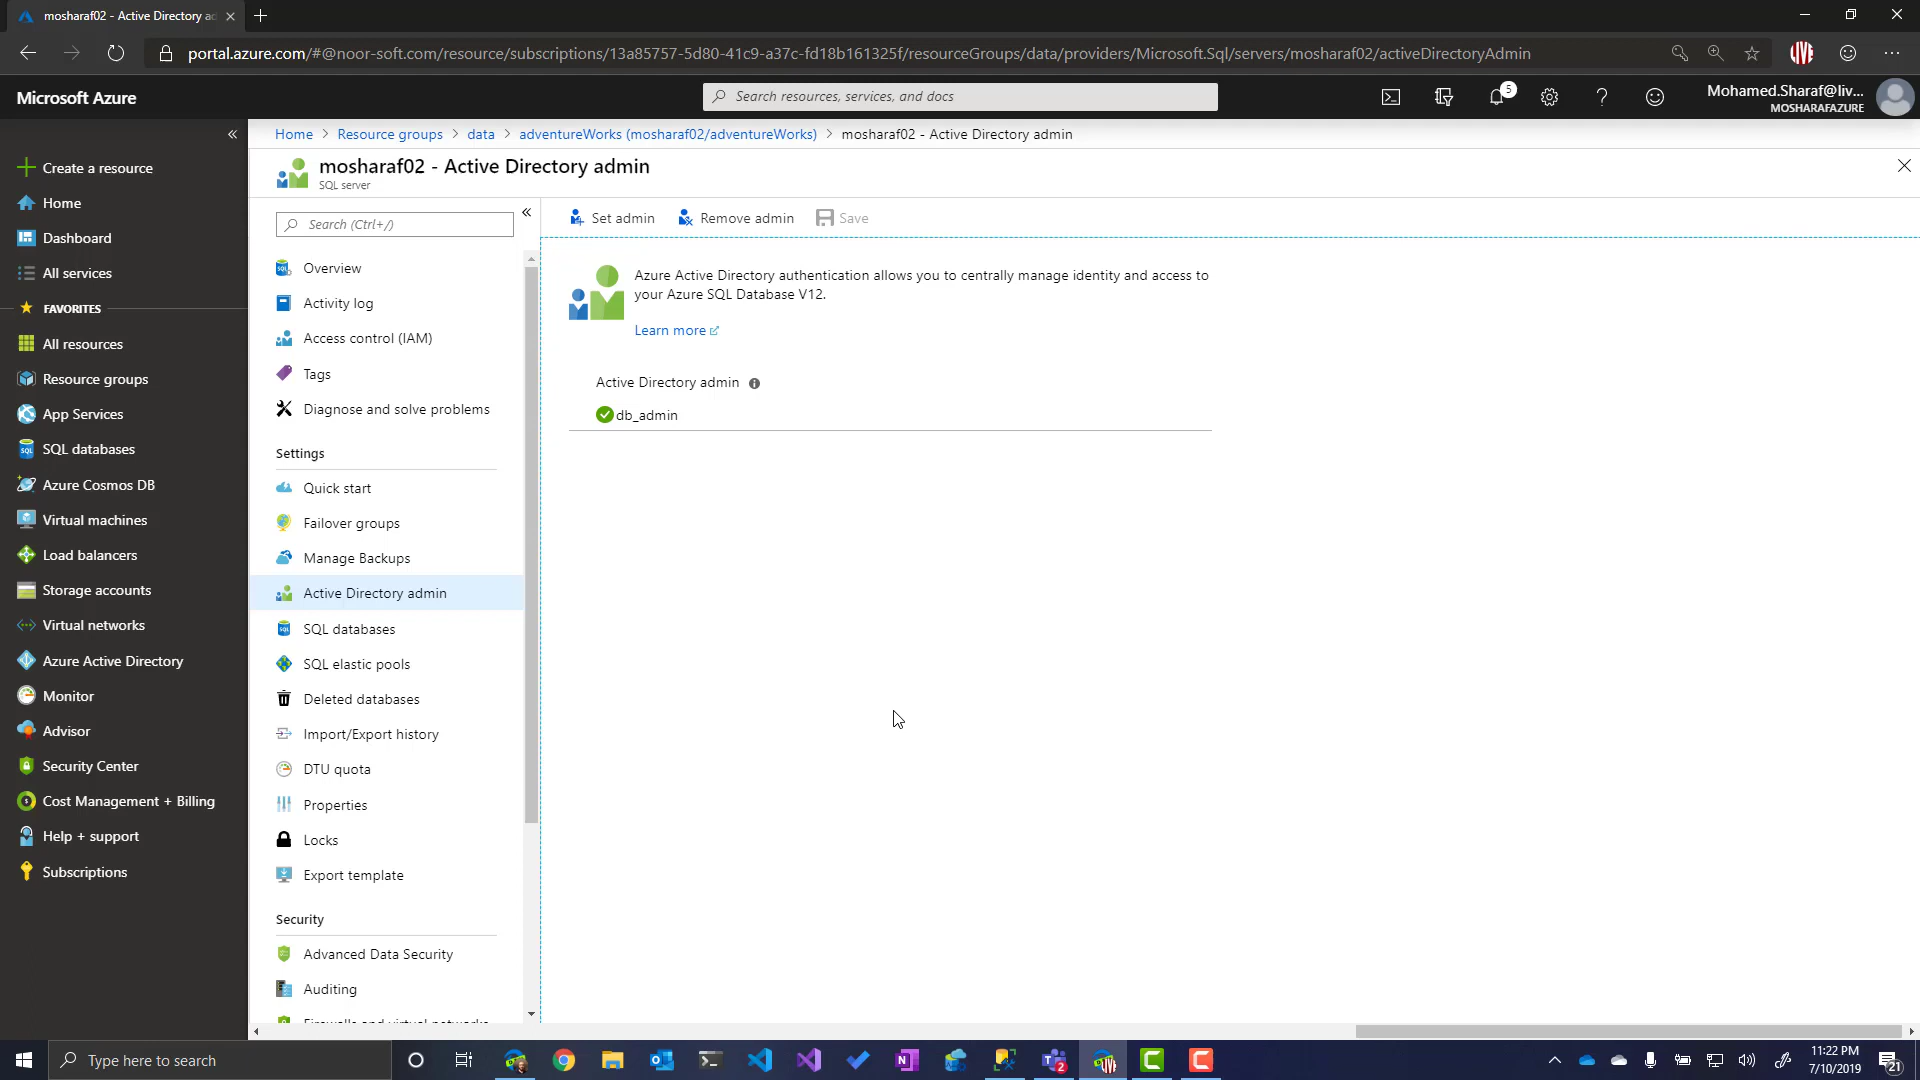 mosharaf02 - Active Directory ad
portal.azure.com/#@noor-soft.com/resource/subscriptions/13a85757-5d80-41c9-a37c-fd18b161325f/resourceGroups/data/providers/Microsoft.Sql/servers/mosharaf02/activeDirectoryAdmin
Microsoft Azure
Search resources, services, and docs
5
Mohamed.Sharaf@liv...
MOSHARAFAZURE
Create a resource
Home
Dashboard
All services
FAVORITES
All resources
Resource groups
App Services
SQL databases
Azure Cosmos DB
Virtual machines
Load balancers
Storage accounts
Virtual networks
Azure Active Directory
Monitor
Advisor
Security Center
Cost Management + Billing
Help + support
Subscriptions
Home > Resource groups > data > adventureWorks (mosharaf02/adventureWorks) > mosharaf02 - Active Directory admin
mosharaf02 - Active Directory admin
SQL server
Search (Ctrl+/)
Overview
Activity log
Access control (IAM)
Tags
Diagnose and solve problems
Settings
Quick start
Failover groups
Manage Backups
Active Directory admin
SQL databases
SQL elastic pools
Deleted databases
Import/Export history
DTU quota
Properties
Locks
Export template
Security
Advanced Data Security
Auditing
Firewalls and virtual networks
Set admin
Remove admin
Save
Azure Active Directory authentication allows you to centrally manage identity and access to
your Azure SQL Database V12.
Learn more
Active Directory admin
db_admin
Type here to search
2
11:22 PM
7/10/2019
21